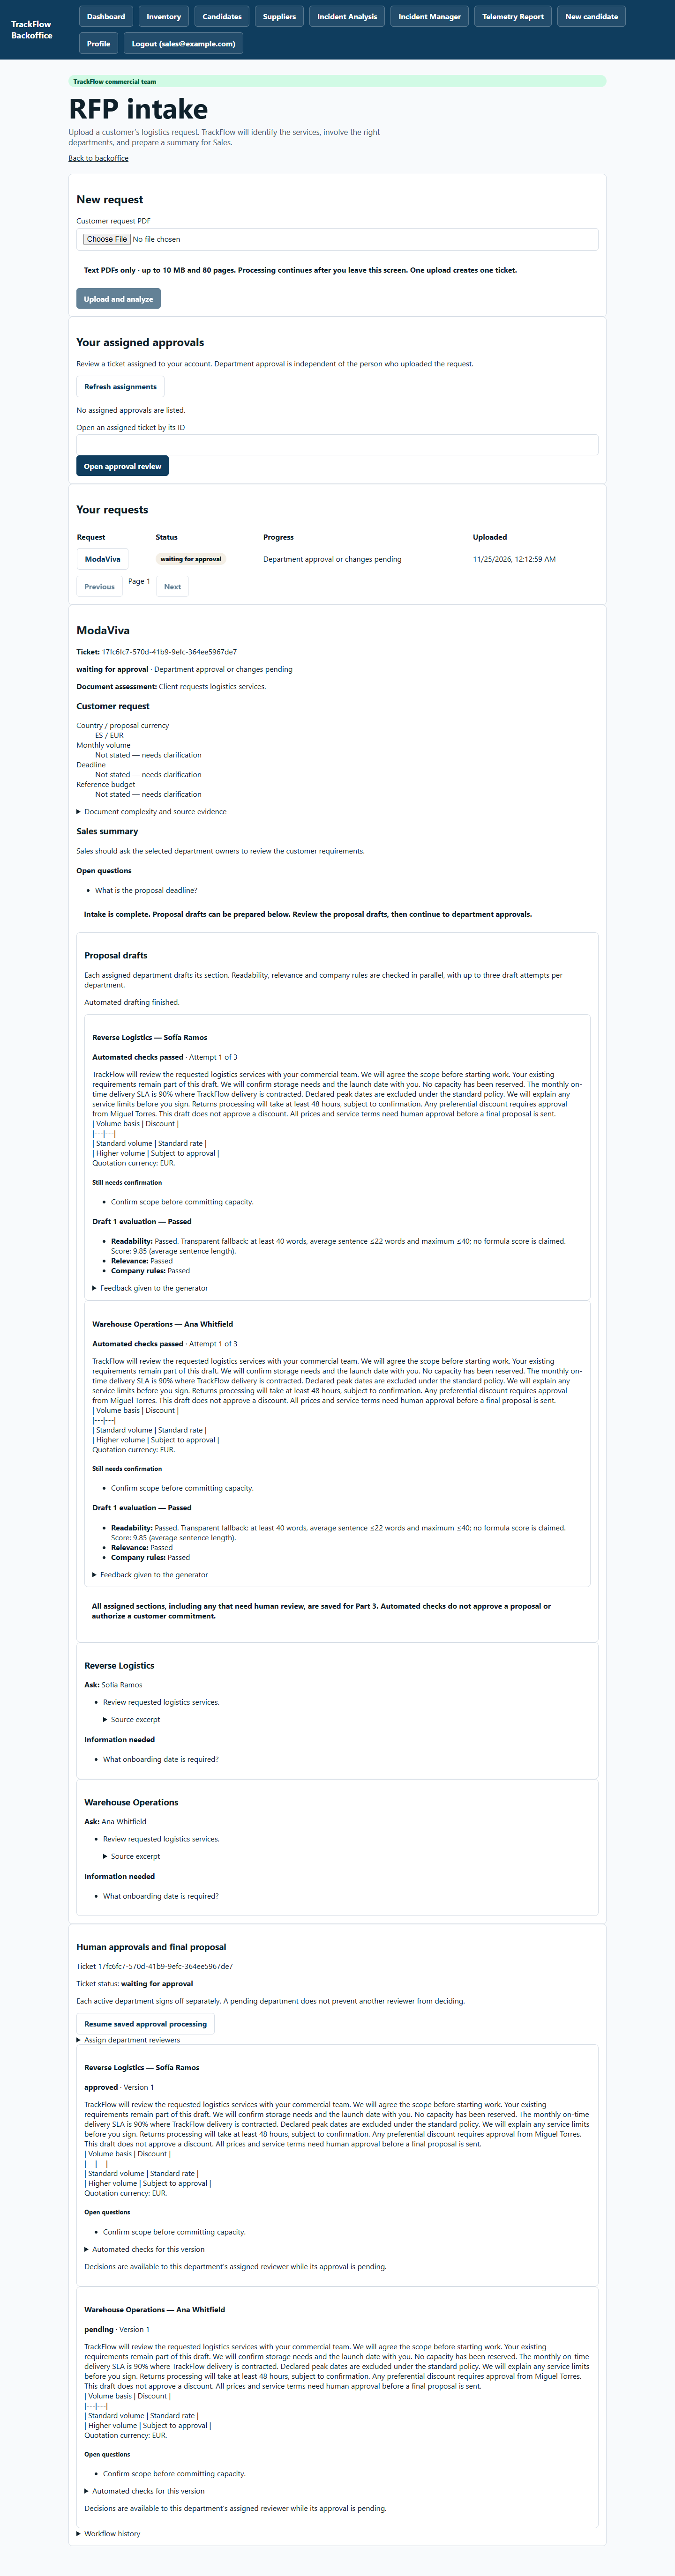 TrackFlow
Backoffice
Dashboard
Inventory
Candidates
Suppliers
Incident Analysis
Incident Manager
Telemetry Report
New candidate
Profile
Logout (sales@example.com)
TrackFlow commercial team
RFP intake
Upload a customer's logistics request. TrackFlow will identify the services, involve the right
departments, and prepare a summary for Sales.
Back to backoffice
New request
Customer request PDF
Choose File No file chosen
Text PDFs only · up to 10 MB and 80 pages. Processing continues after you leave this screen. One upload creates one ticket.
Upload and analyze
Your assigned approvals
Review a ticket assigned to your account. Department approval is independent of the person who uploaded the request.
Refresh assignments
No assigned approvals are listed.
Open an assigned ticket by its ID
Open approval review
Your requests
Request Status Progress Uploaded
ModaViva waiting for approval Department approval or changes pending 11/25/2026, 12:12:59 AM
Previous Page 1 Next
ModaViva
Ticket: 17fc6fc7-570d-41b9-9efc-364ee5967de7
waiting for approval · Department approval or changes pending
Document assessment: Client requests logistics services.
Customer request
Country / proposal currency
ES / EUR
Monthly volume
Not stated — needs clarification
Deadline
Not stated — needs clarification
Reference budget
Not stated — needs clarification
▶ Document complexity and source evidence
Sales summary
Sales should ask the selected department owners to review the customer requirements.
Open questions
• What is the proposal deadline?
Intake is complete. Proposal drafts can be prepared below. Review the proposal drafts, then continue to department approvals.
Proposal drafts
Each assigned department drafts its section. Readability, relevance and company rules are checked in parallel, with up to three draft attempts per
department.
Automated drafting finished.
Reverse Logistics — Sofía Ramos
Automated checks passed · Attempt 1 of 3
TrackFlow will review the requested logistics services with your commercial team. We will agree the scope before starting work. Your existing
requirements remain part of this draft. We will confirm storage needs and the launch date with you. No capacity has been reserved. The monthly on-
time delivery SLA is 90% where TrackFlow delivery is contracted. Declared peak dates are excluded under the standard policy. We will explain any
service limits before you sign. Returns processing will take at least 48 hours, subject to confirmation. Any preferential discount requires approval
from Miguel Torres. This draft does not approve a discount. All prices and service terms need human approval before a final proposal is sent.
| Volume basis | Discount |
|---|---|
| Standard volume | Standard rate |
| Higher volume | Subject to approval |
Quotation currency: EUR.
Still needs confirmation
• Confirm scope before committing capacity.
Draft 1 evaluation — Passed
• Readability: Passed. Transparent fallback: at least 40 words, average sentence ≤22 words and maximum ≤40; no formula score is claimed.
Score: 9.85 (average sentence length).
• Relevance: Passed
• Company rules: Passed
▶ Feedback given to the generator
Warehouse Operations — Ana Whitfield
Automated checks passed · Attempt 1 of 3
TrackFlow will review the requested logistics services with your commercial team. We will agree the scope before starting work. Your existing
requirements remain part of this draft. We will confirm storage needs and the launch date with you. No capacity has been reserved. The monthly on-
time delivery SLA is 90% where TrackFlow delivery is contracted. Declared peak dates are excluded under the standard policy. We will explain any
service limits before you sign. Returns processing will take at least 48 hours, subject to confirmation. Any preferential discount requires approval
from Miguel Torres. This draft does not approve a discount. All prices and service terms need human approval before a final proposal is sent.
| Volume basis | Discount |
|---|---|
| Standard volume | Standard rate |
| Higher volume | Subject to approval |
Quotation currency: EUR.
Still needs confirmation
• Confirm scope before committing capacity.
Draft 1 evaluation — Passed
• Readability: Passed. Transparent fallback: at least 40 words, average sentence ≤22 words and maximum ≤40; no formula score is claimed.
Score: 9.85 (average sentence length).
• Relevance: Passed
• Company rules: Passed
▶ Feedback given to the generator
All assigned sections, including any that need human review, are saved for Part 3. Automated checks do not approve a proposal or
authorize a customer commitment.
Reverse Logistics
Ask: Sofía Ramos
• Review requested logistics services.
▶ Source excerpt
Information needed
• What onboarding date is required?
Warehouse Operations
Ask: Ana Whitfield
• Review requested logistics services.
▶ Source excerpt
Information needed
• What onboarding date is required?
Human approvals and final proposal
Ticket 17fc6fc7-570d-41b9-9efc-364ee5967de7
Ticket status: waiting for approval
Each active department signs off separately. A pending department does not prevent another reviewer from deciding.
Resume saved approval processing
▶ Assign department reviewers
Reverse Logistics — Sofía Ramos
approved · Version 1
TrackFlow will review the requested logistics services with your commercial team. We will agree the scope before starting work. Your existing
requirements remain part of this draft. We will confirm storage needs and the launch date with you. No capacity has been reserved. The monthly on-time
delivery SLA is 90% where TrackFlow delivery is contracted. Declared peak dates are excluded under the standard policy. We will explain any service limits
before you sign. Returns processing will take at least 48 hours, subject to confirmation. Any preferential discount requires approval from Miguel Torres.
This draft does not approve a discount. All prices and service terms need human approval before a final proposal is sent.
| Volume basis | Discount |
|---|---|
| Standard volume | Standard rate |
| Higher volume | Subject to approval |
Quotation currency: EUR.
Open questions
• Confirm scope before committing capacity.
▶ Automated checks for this version
Decisions are available to this department's assigned reviewer while its approval is pending.
Warehouse Operations — Ana Whitfield
pending · Version 1
TrackFlow will review the requested logistics services with your commercial team. We will agree the scope before starting work. Your existing
requirements remain part of this draft. We will confirm storage needs and the launch date with you. No capacity has been reserved. The monthly on-time
delivery SLA is 90% where TrackFlow delivery is contracted. Declared peak dates are excluded under the standard policy. We will explain any service limits
before you sign. Returns processing will take at least 48 hours, subject to confirmation. Any preferential discount requires approval from Miguel Torres.
This draft does not approve a discount. All prices and service terms need human approval before a final proposal is sent.
| Volume basis | Discount |
|---|---|
| Standard volume | Standard rate |
| Higher volume | Subject to approval |
Quotation currency: EUR.
Open questions
• Confirm scope before committing capacity.
▶ Automated checks for this version
Decisions are available to this department's assigned reviewer while its approval is pending.
▶ Workflow history